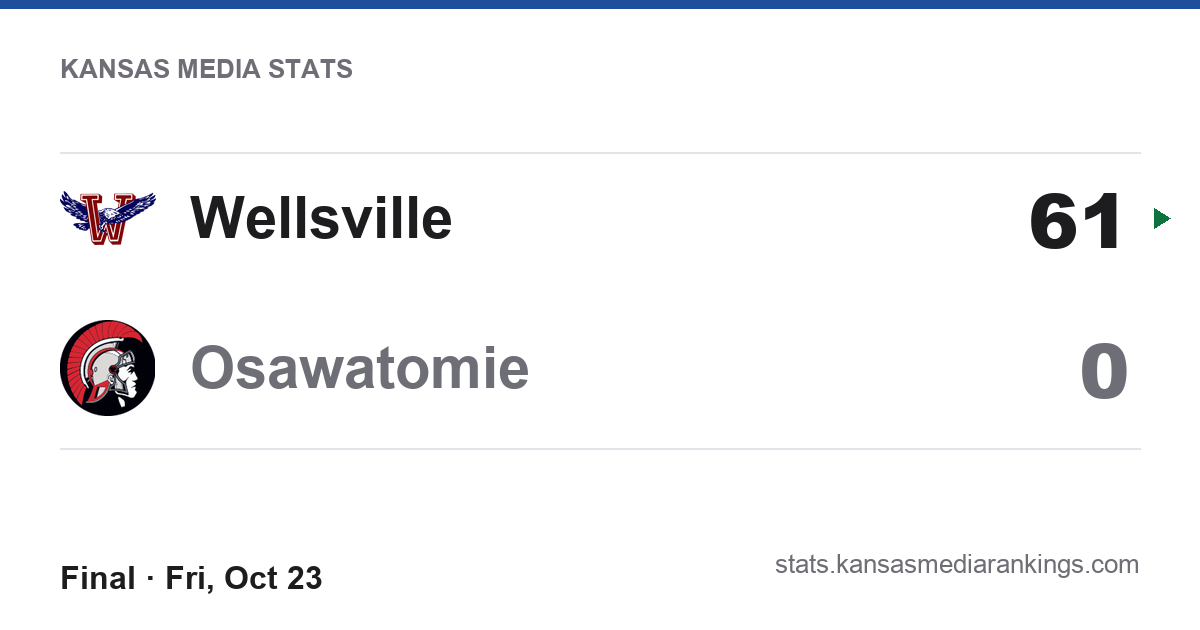 KANSAS MEDIA STATS
W
Wellsville
61
Osawatomie
0
Final · Fri, Oct 23
stats.kansasmediarankings.com